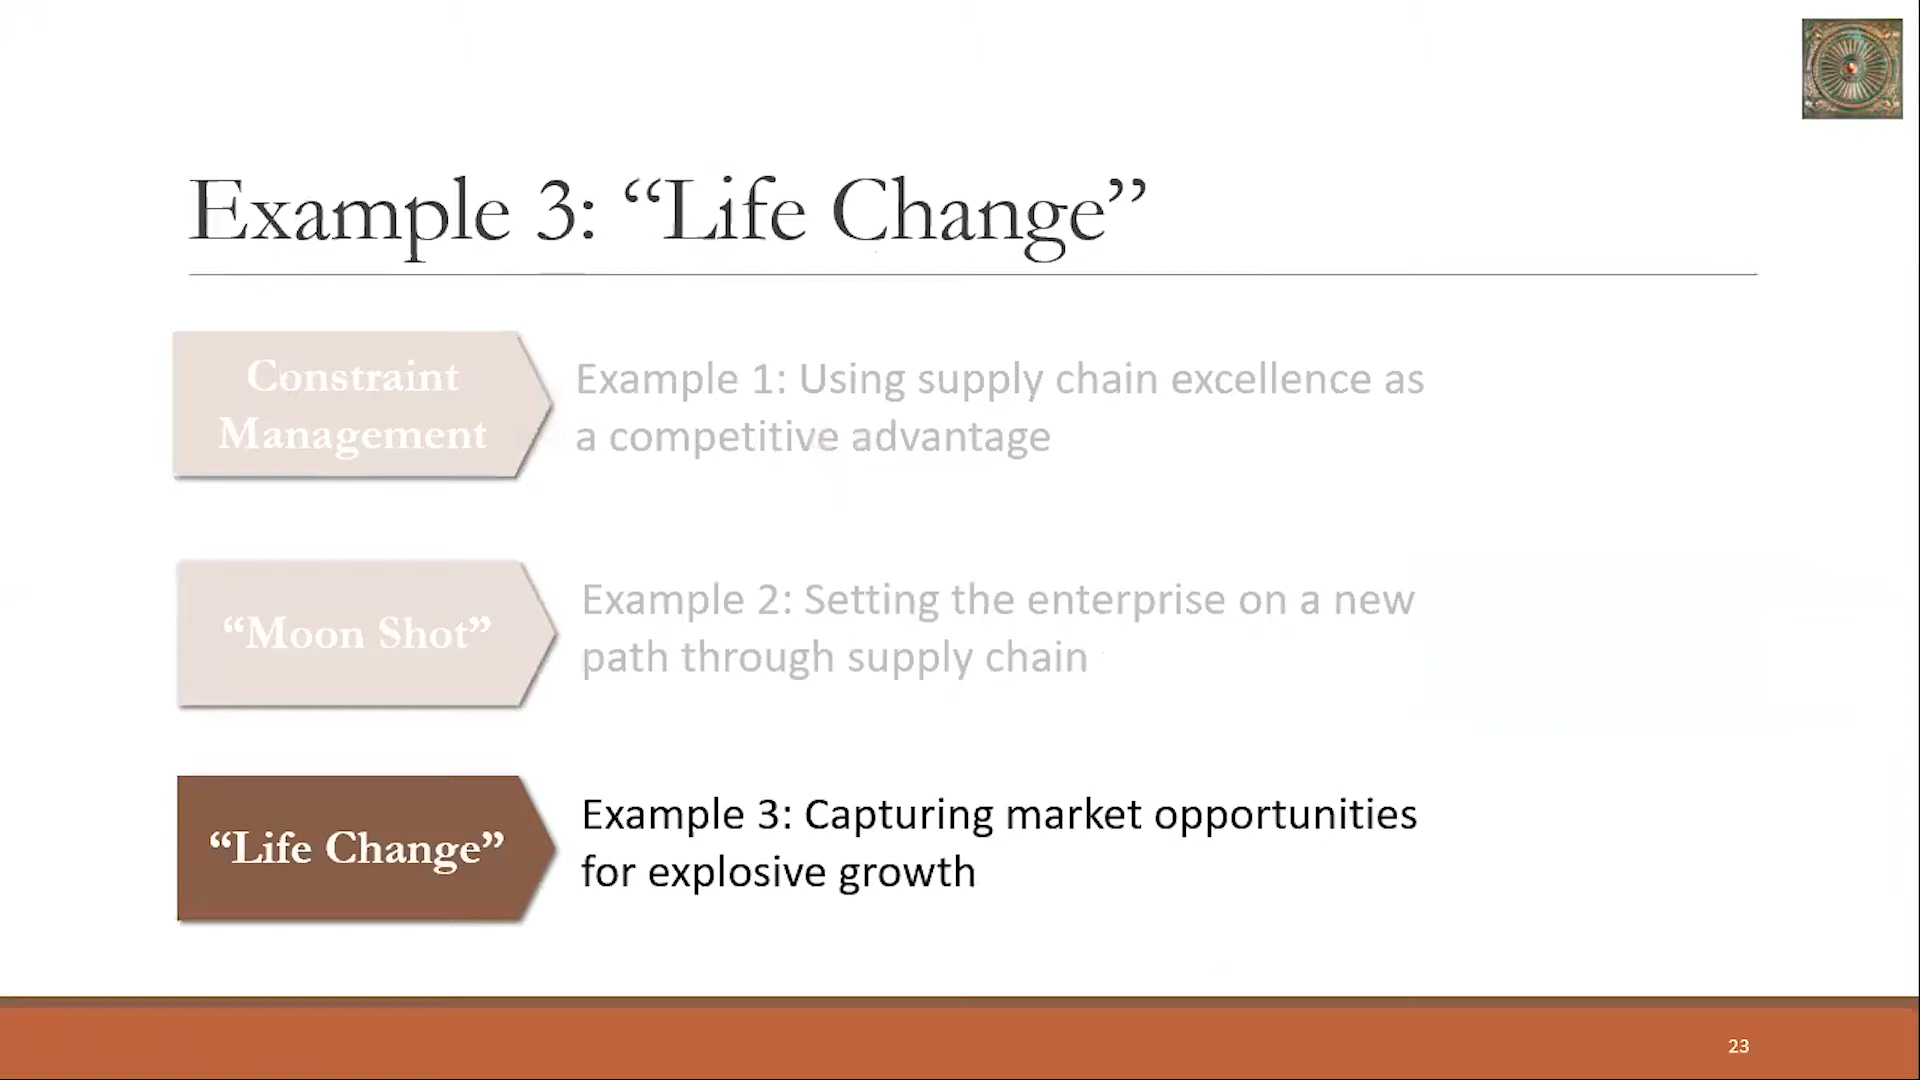 Example 3: “Life Change”
Constraint
Management
Example 1: Using supply chain excellence as
a competitive advantage
“Moon Shot”
Example 2: Setting the enterprise on a new
path through supply chain
“Life Change”
Example 3: Capturing market opportunities
for explosive growth
23